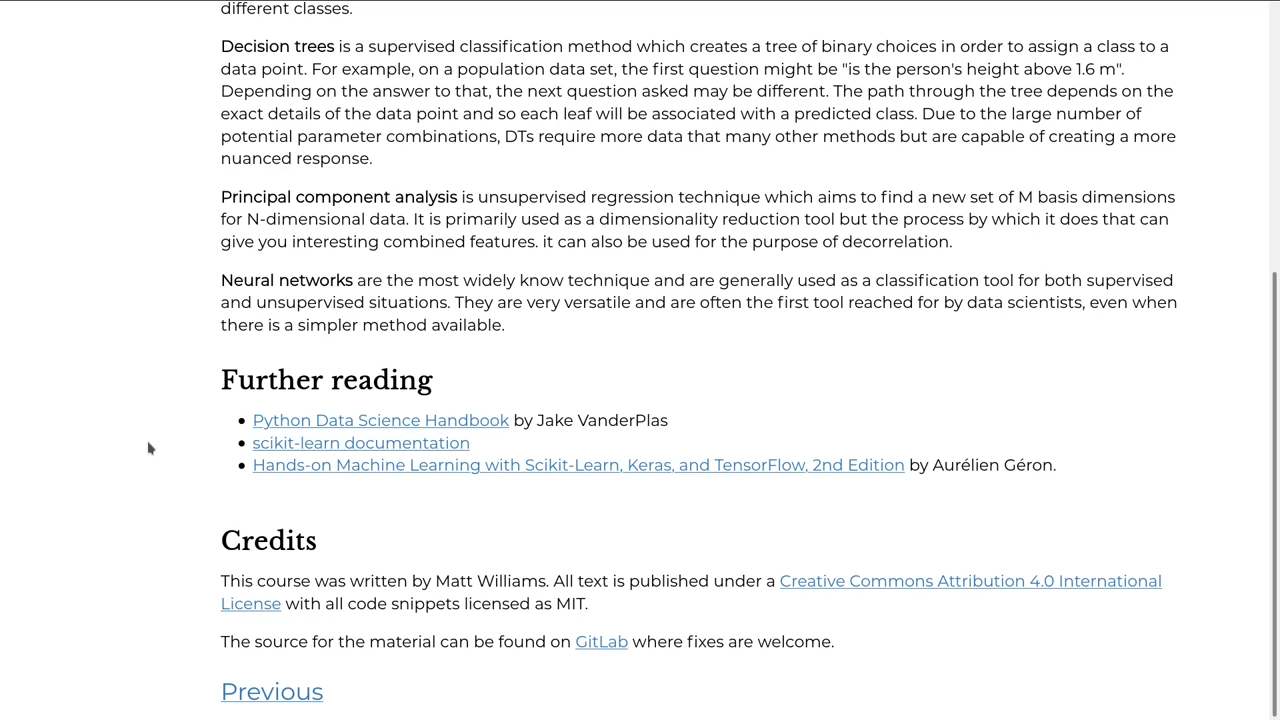 different classes.
Decision trees is a supervised classification method which creates a tree of binary choices in order to assign a class to a
data point. For example, on a population data set, the first question might be "is the person's height above 1.6 m".
Depending on the answer to that, the next question asked may be different. The path through the tree depends on the
exact details of the data point and so each leaf will be associated with a predicted class. Due to the large number of
potential parameter combinations, DTs require more data that many other methods but are capable of creating a more
nuanced response.
Principal component analysis is unsupervised regression technique which aims to find a new set of M basis dimensions
for N-dimensional data. It is primarily used as a dimensionality reduction tool but the process by which it does that can
give you interesting combined features. it can also be used for the purpose of decorrelation.
Neural networks are the most widely know technique and are generally used as a classification tool for both supervised
and unsupervised situations. They are very versatile and are often the first tool reached for by data scientists, even when
there is a simpler method available.
Further reading
• Python Data Science Handbook by Jake VanderPlas
• scikit-learn documentation
• Hands-on Machine Learning with Scikit-Learn, Keras, and TensorFlow, 2nd Edition by Aurélien Géron.
Credits
This course was written by Matt Williams. All text is published under a Creative Commons Attribution 4.0 International
License with all code snippets licensed as MIT.
The source for the material can be found on GitLab where fixes are welcome.
Previous